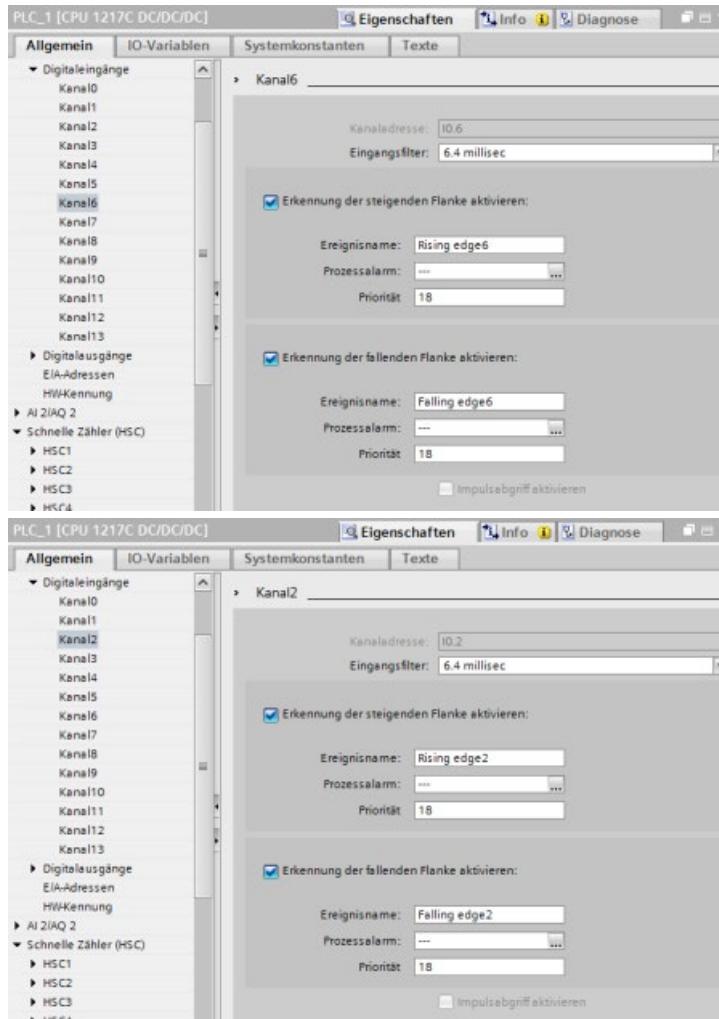 PLC_1 [CPU 1217C DC/DC/DC]
Eigenschaften
Info
Diagnose
Allgemein
IO-Variablen
Systemkonstanten
Texte
Digitaleingänge
Kanal0
Kanal1
Kanal2
Kanal3
Kanal4
Kanal5
Kanal6
Kanal7
Kanal8
Kanal9
Kanal10
Kanal11
Kanal12
Kanal13
Digitalausgänge
E/A-Adressen
HW-Kennung
AI 2/AQ 2
Schnelle Zähler (HSC)
HSC1
HSC2
HSC3
HSC4
Kanal6
Kanaladresse: I0.6
Eingangsfilter: 6.4 millisec
Erkennung der steigenden Flanke aktivieren:
Ereignisname: Rising edge6
Prozessalarm: --- ...
Priorität 18
Erkennung der fallenden Flanke aktivieren:
Ereignisname: Falling edge6
Prozessalarm: --- ...
Priorität 18
Impulsabgriff aktivieren
PLC_1 [CPU 1217C DC/DC/DC]
Eigenschaften
Info
Diagnose
Allgemein
IO-Variablen
Systemkonstanten
Texte
Digitaleingänge
Kanal0
Kanal1
Kanal2
Kanal3
Kanal4
Kanal5
Kanal6
Kanal7
Kanal8
Kanal9
Kanal10
Kanal11
Kanal12
Kanal13
Digitalausgänge
E/A-Adressen
HW-Kennung
AI 2/AQ 2
Schnelle Zähler (HSC)
HSC1
HSC2
HSC3
Kanal2
Kanaladresse: I0.2
Eingangsfilter: 6.4 millisec
Erkennung der steigenden Flanke aktivieren:
Ereignisname: Rising edge2
Prozessalarm: --- ...
Priorität 18
Erkennung der fallenden Flanke aktivieren:
Ereignisname: Falling edge2
Prozessalarm: --- ...
Priorität 18
Impulsabgriff aktivieren